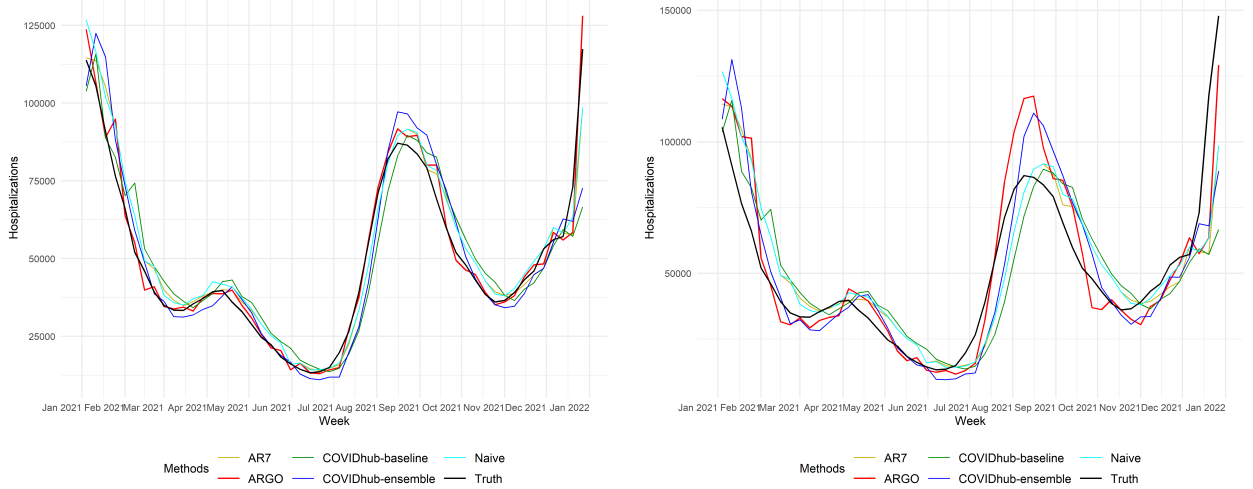 125000
100000
75000
50000
25000
Hospitalizations
Jan 2021 Feb 2021 Mar 2021 Apr 2021 May 2021 Jun 2021 Jul 2021 Aug 2021 Sep 2021 Oct 2021 Nov 2021 Dec 2021 Jan 2022
Week
Methods
AR7 COVIDhub-baseline Naive
ARGO COVIDhub-ensemble Truth
150000
100000
50000
Hospitalizations
Jan 2021 Feb 2021 Mar 2021 Apr 2021 May 2021 Jun 2021 Jul 2021 Aug 2021 Sep 2021 Oct 2021 Nov 2021 Dec 2021 Jan 2022
Week
Methods
AR7 COVIDhub-baseline Naive
ARGO COVIDhub-ensemble Truth